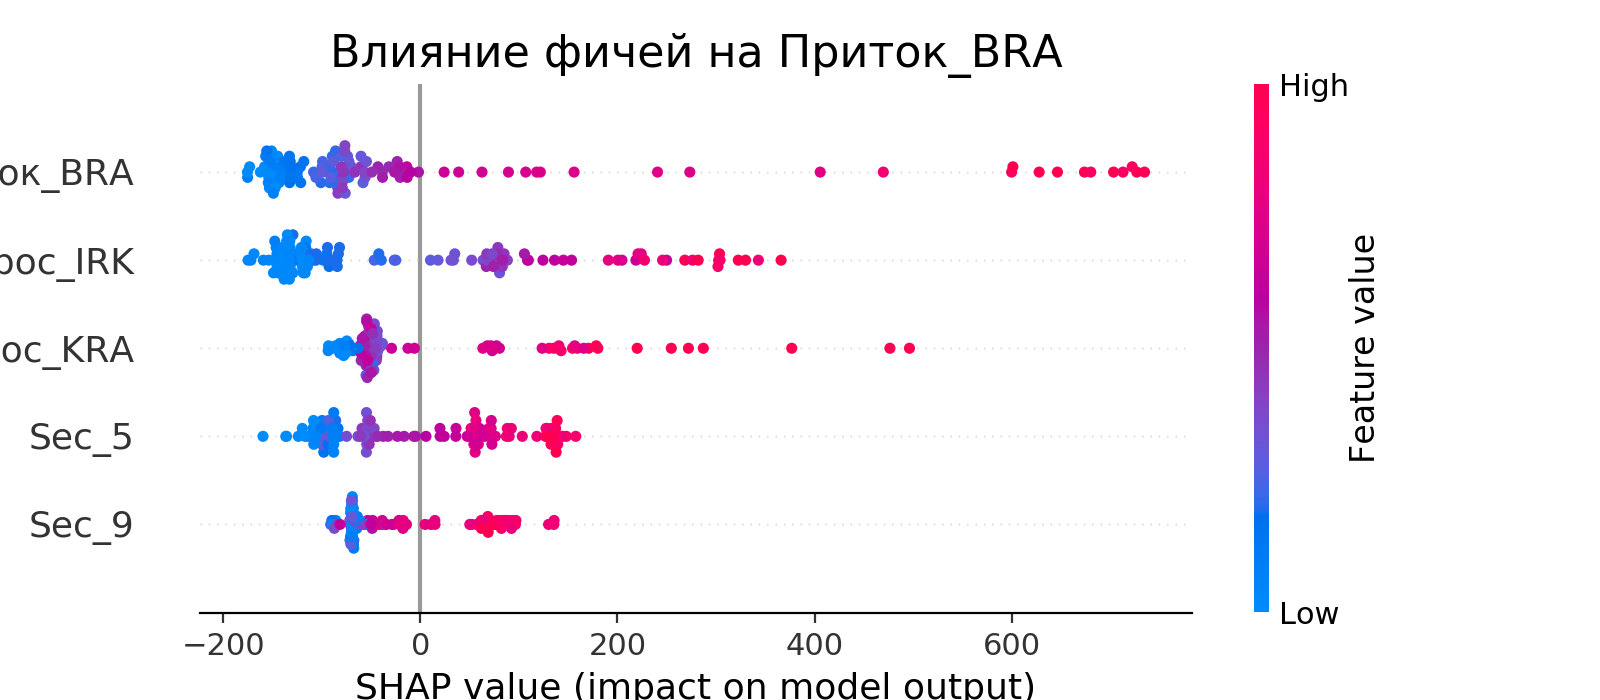 Влияние фичей на Приток_BRA
High
ок_BRA
рос_IRK
ос_KRA
Sec_5
Sec_9
Feature value
Low
−200 0 200 400 600
SHAP value (impact on model output)